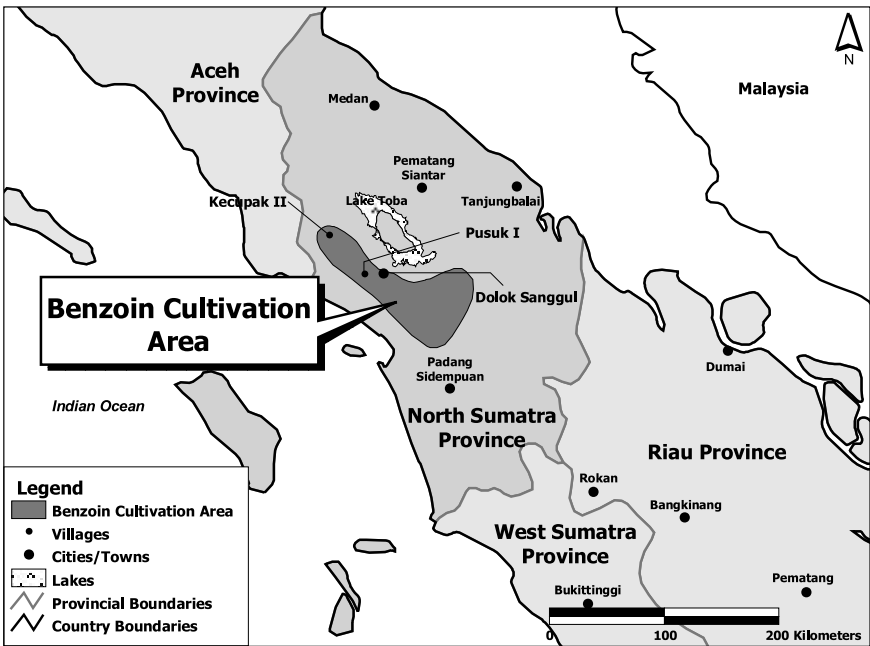 Aceh
Province
Medan
Malaysia
N
Pematang
Siantar
Kecupak II
Lake Toba
Tanjungbalai
Pusuk I
Dolok Sanggul
Benzoin Cultivation
Area
Padang
Sidempuan
Dumai
Indian Ocean
North Sumatra
Province
Riau Province
Rokan
Bangkinang
West Sumatra
Province
Bukittinggi
Pematang
Legend
Benzoin Cultivation Area
Villages
Cities/Towns
Lakes
Provincial Boundaries
Country Boundaries
0 100 200 Kilometers